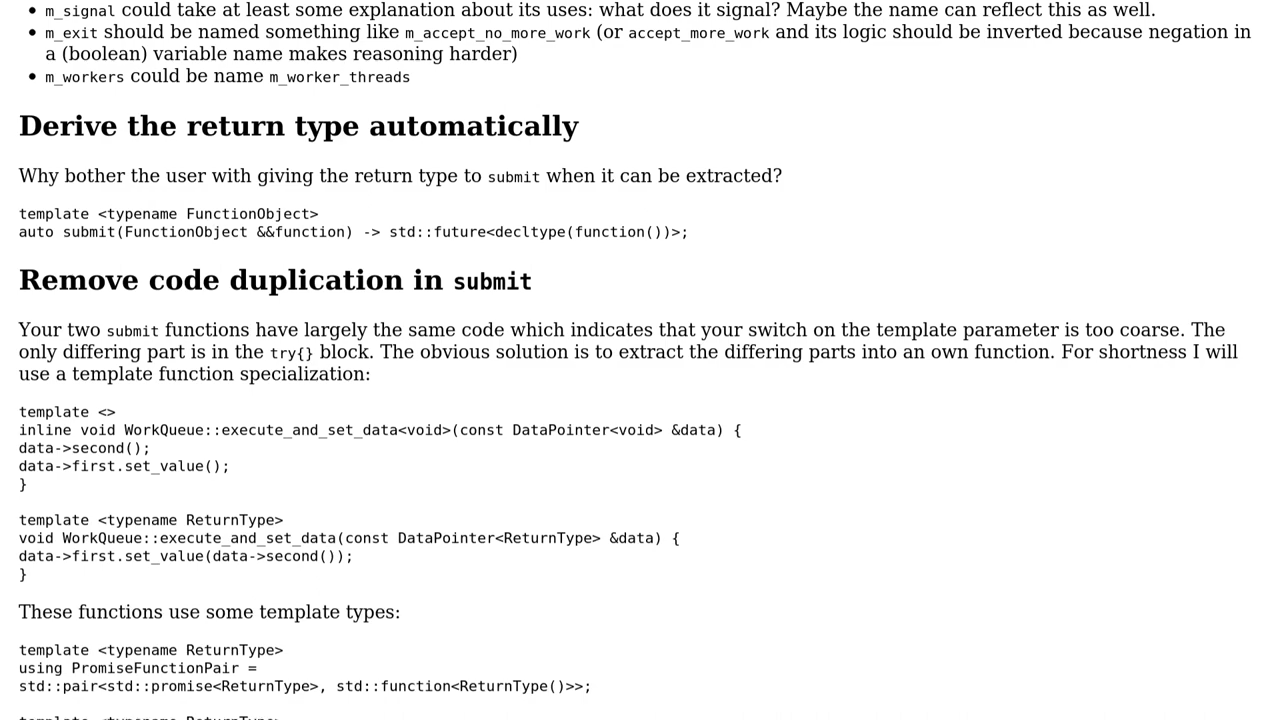 • m_signal could take at least some explanation about its uses: what does it signal? Maybe the name can reflect this as well.
• m_exit should be named something like m_accept_no_more_work (or accept_more_work and its logic should be inverted because negation in
a (boolean) variable name makes reasoning harder)
• m_workers could be name m_worker_threads
Derive the return type automatically
Why bother the user with giving the return type to submit when it can be extracted?
template <typename FunctionObject>
auto submit(FunctionObject &&function) -> std::future<decltype(function())>;
Remove code duplication in submit
Your two submit functions have largely the same code which indicates that your switch on the template parameter is too coarse. The
only differing part is in the try{} block. The obvious solution is to extract the differing parts into an own function. For shortness I will
use a template function specialization:
template <>
inline void WorkQueue::execute_and_set_data<void>(const DataPointer<void> &data) {
data->second();
data->first.set_value();
}
template <typename ReturnType>
void WorkQueue::execute_and_set_data(const DataPointer<ReturnType> &data) {
data->first.set_value(data->second());
}
These functions use some template types:
template <typename ReturnType>
using PromiseFunctionPair =
std::pair<std::promise<ReturnType>, std::function<ReturnType()>>;
template <typename ReturnType>